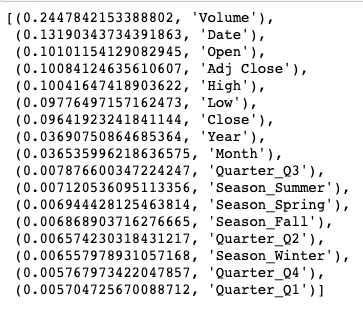 [(0.2447842153388802, 'Volume'),
(0.13190343734391863, 'Date'),
(0.10101154129082945, 'Open'),
(0.10084124635610607, 'Adj Close'),
(0.10041647418903622, 'High'),
(0.09776497157162473, 'Low'),
(0.09641923241841144, 'Close'),
(0.03690750864685364, 'Year'),
(0.036535996218636575, 'Month'),
(0.007876600347224247, 'Quarter_Q3'),
(0.007120536095113356, 'Season_Summer'),
(0.006944428125463814, 'Season_Spring'),
(0.006868903716276665, 'Season_Fall'),
(0.006574230318431217, 'Quarter_Q2'),
(0.006557978931057168, 'Season_Winter'),
(0.005767973422047857, 'Quarter_Q4'),
(0.005704725670088712, 'Quarter_Q1')]